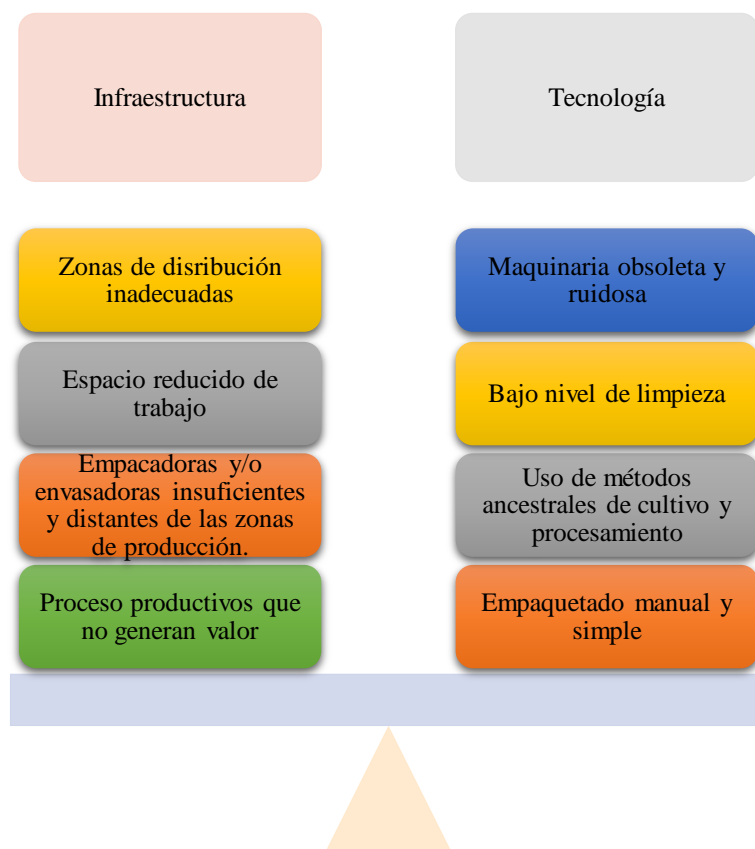 Infraestructura
Tecnología
Zonas de disribución
inadecuadas
Espacio reducido de
trabajo
Empacadoras y/o
envasadoras insuficientes
y distantes de las zonas
de producción.
Proceso productivos que
no generan valor
Maquinaria obsoleta y
ruidosa
Bajo nivel de limpieza
Uso de métodos
ancestrales de cultivo y
procesamiento
Empaquetado manual y
simple